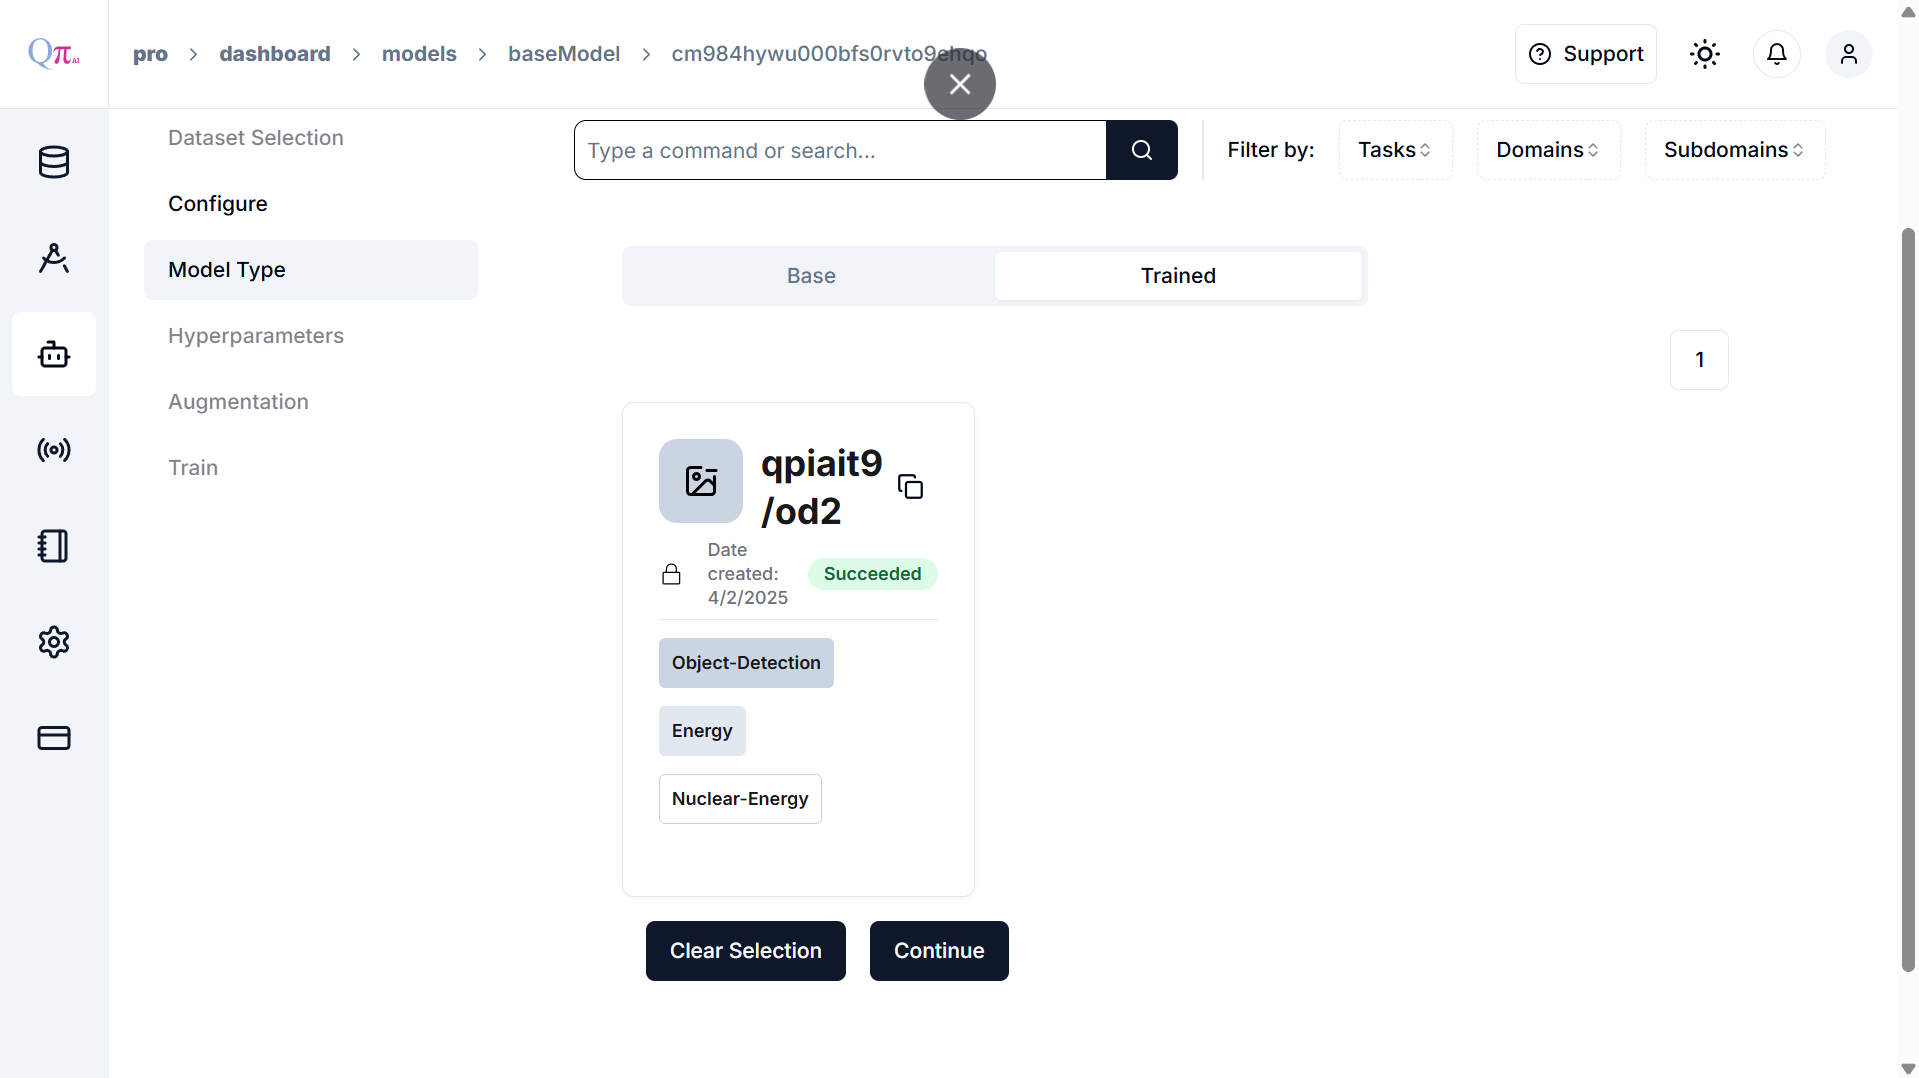 QπAI
pro > dashboard > models > baseModel > cm984hywu000bfs0rvto9ehqo
Support
Dataset Selection
Configure
Model Type
Hyperparameters
Augmentation
Train
Type a command or search...
Filter by:
Tasks
Domains
Subdomains
Base
Trained
1
qpiait9
/od2
Date
created:
4/2/2025
Succeeded
Object-Detection
Energy
Nuclear-Energy
Clear Selection
Continue